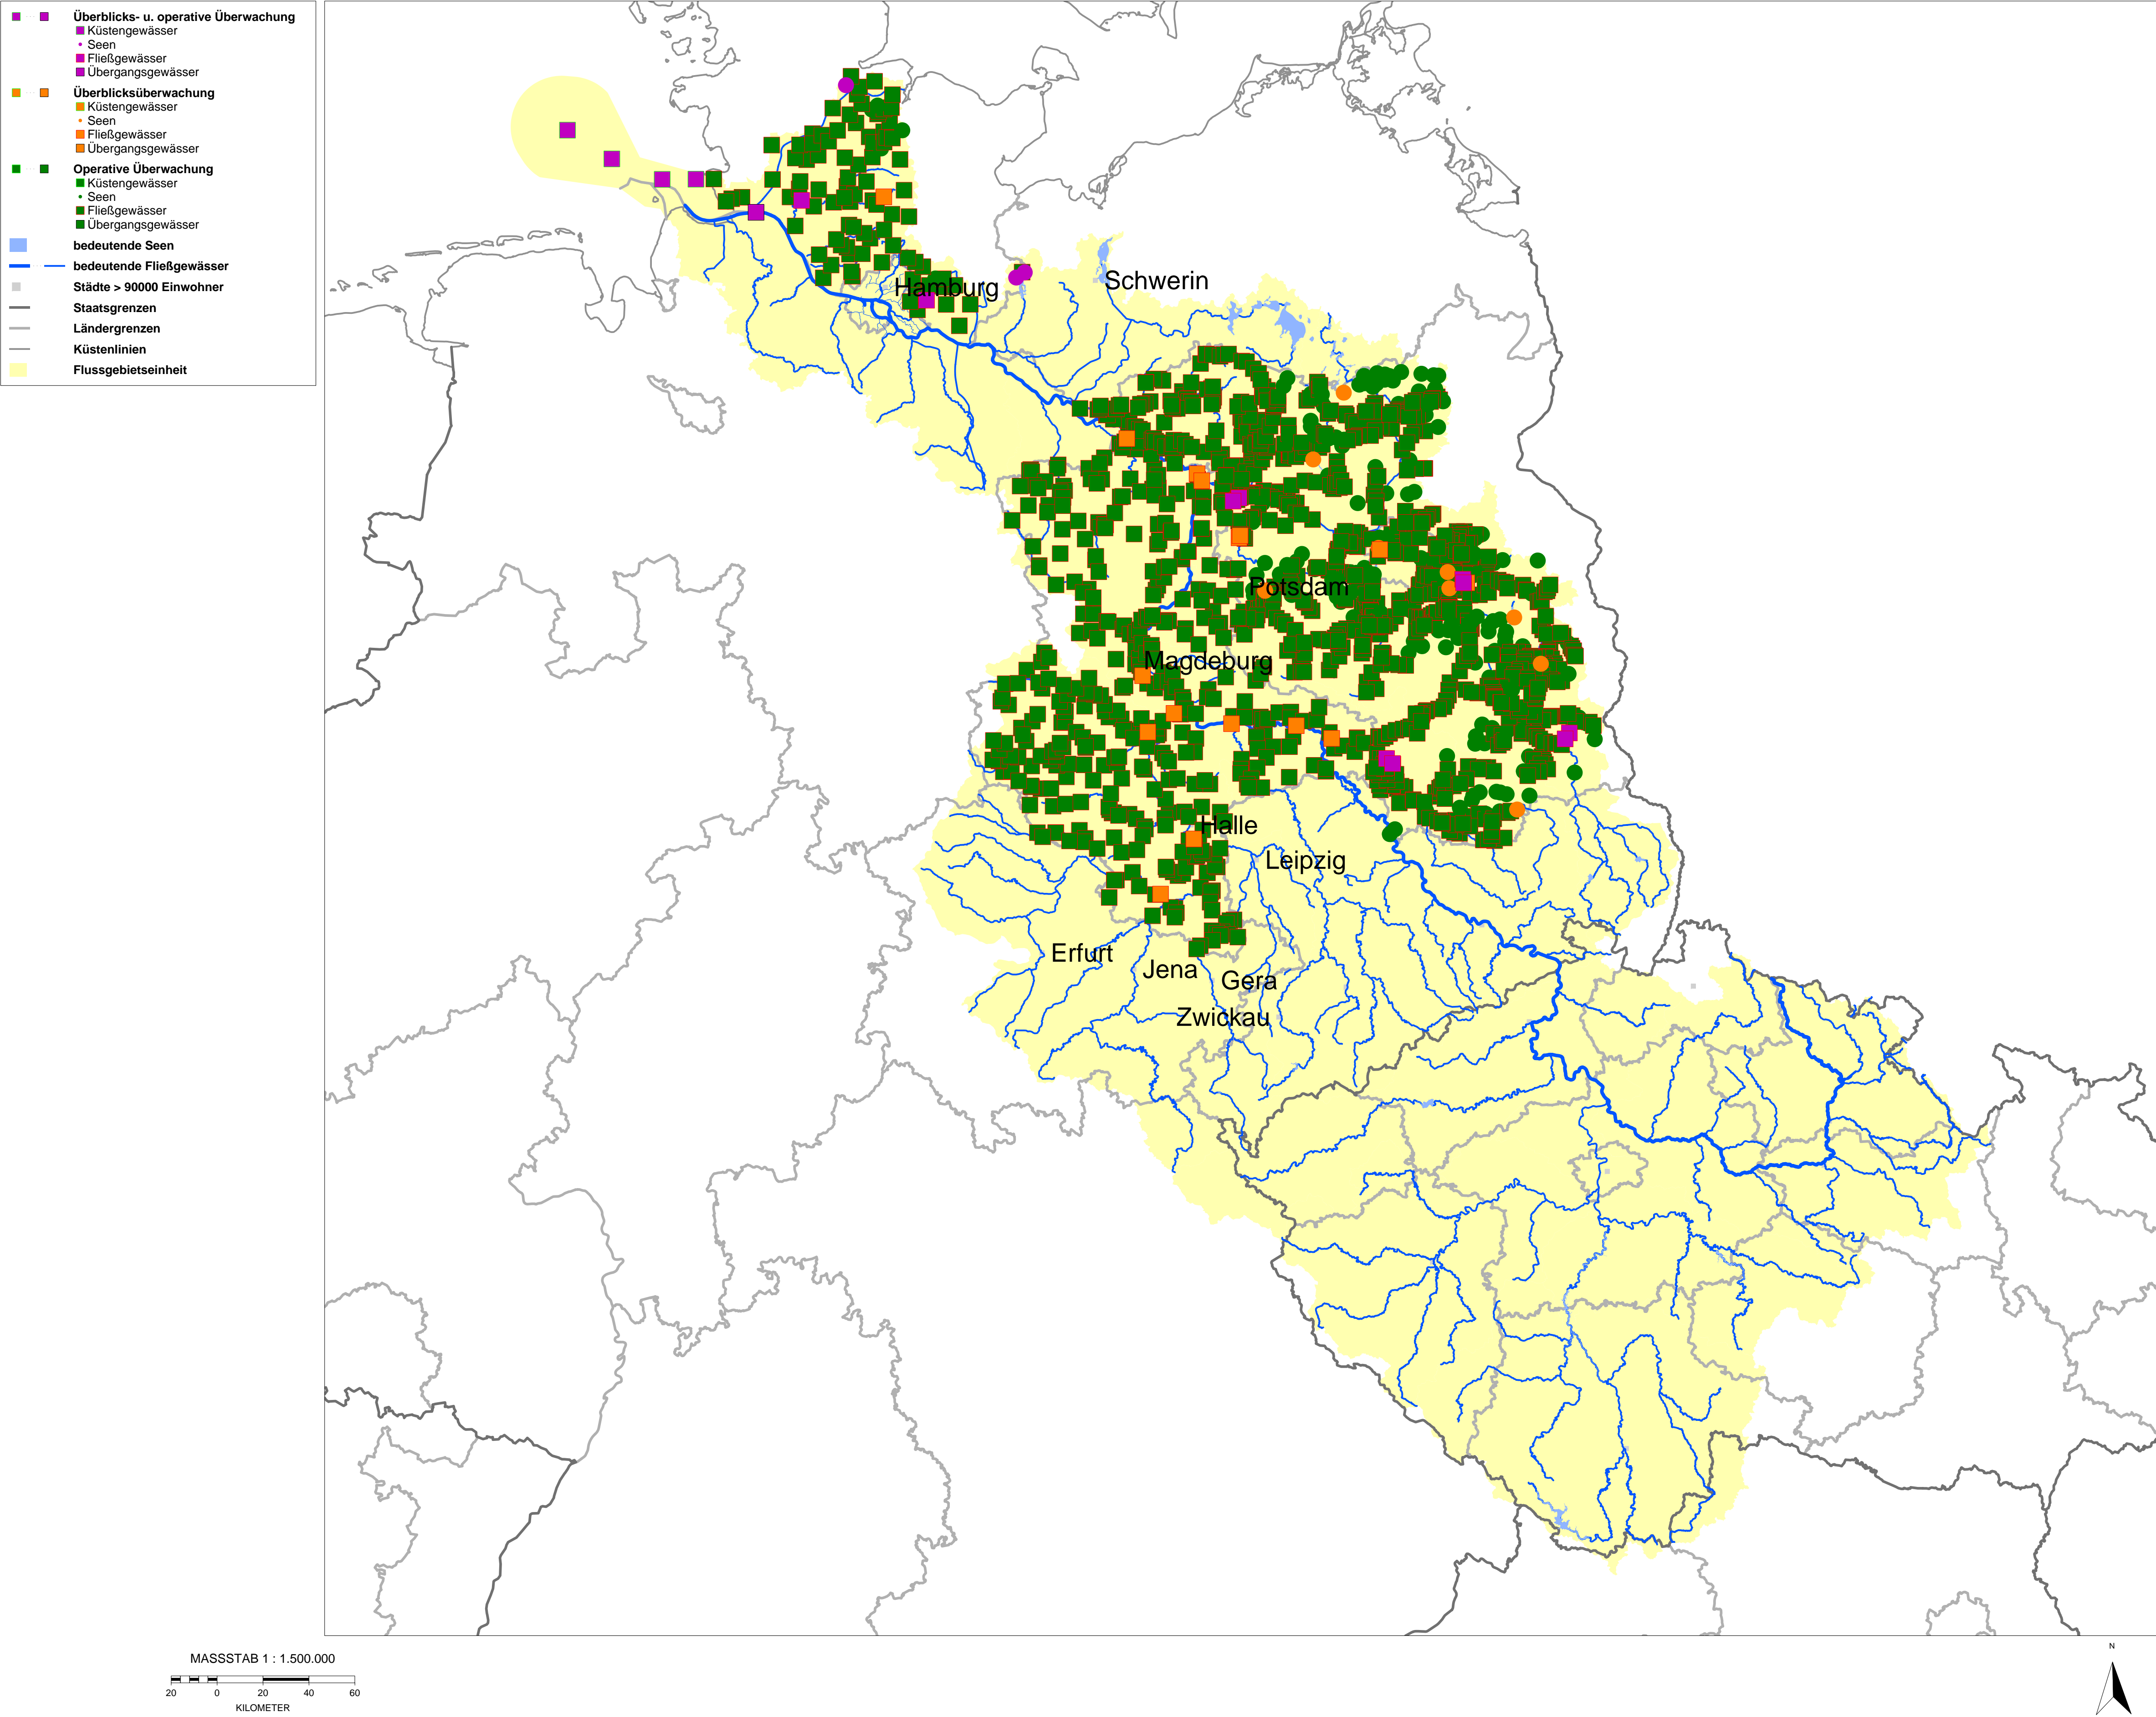 Überblicks- u. operative Überwachung
Küstengewässer
Seen
Fließgewässer
Übergangsgewässer
Überblicksüberwachung
Küstengewässer
Seen
Fließgewässer
Übergangsgewässer
Operative Überwachung
Küstengewässer
Seen
Fließgewässer
Übergangsgewässer
bedeutende Seen
bedeutende Fließgewässer
Städte > 90000 Einwohner
Staatsgrenzen
Ländergrenzen
Küstenlinien
Flussgebietseinheit
Hamburg
Schwerin
Potsdam
Magdeburg
Halle
Leipzig
Erfurt
Jena
Gera
Zwickau
MASSSTAB 1 : 1.500.000
20 0 20 40 60
KILOMETER
N